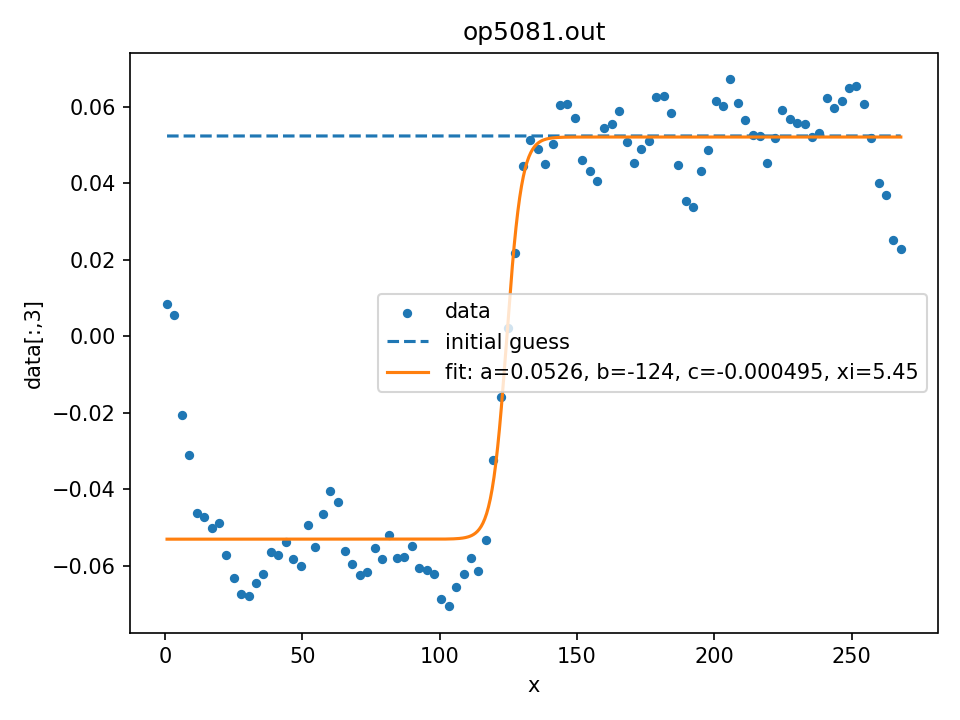 op5081.out
0.06
0.04
0.02
0.00
−0.02
−0.04
−0.06
data[:,3]
data
initial guess
fit: a=0.0526, b=-124, c=-0.000495, xi=5.45
0 50 100 150 200 250
x